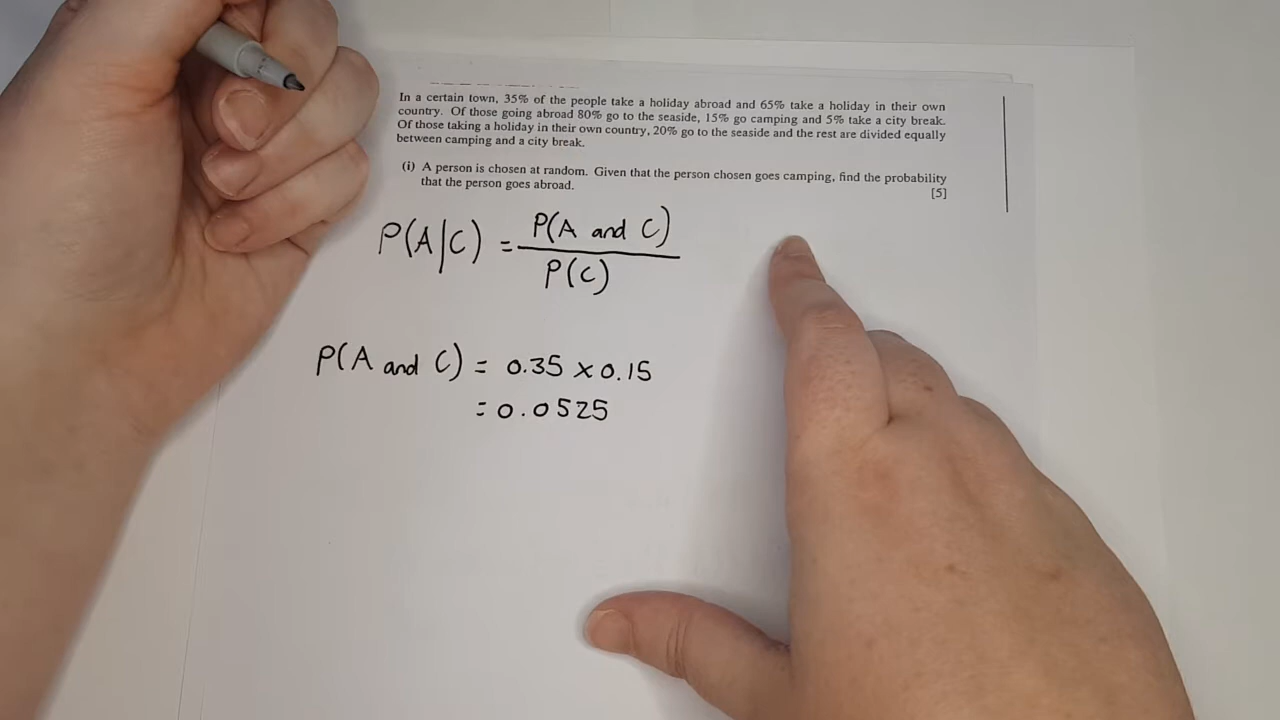 In a certain town, 35% of the people take a holiday abroad and 65% take a holiday in their own
country. Of those going abroad 80% go to the seaside, 15% go camping and 5% take a city break.
Of those taking a holiday in their own country, 20% go to the seaside and the rest are divided equally
between camping and a city break.
(i) A person is chosen at random. Given that the person chosen goes camping, find the probability
that the person goes abroad. [5]
P(A|C) = P(A and C)
P(C)
P(A and C) = 0.35 × 0.15
= 0.0525